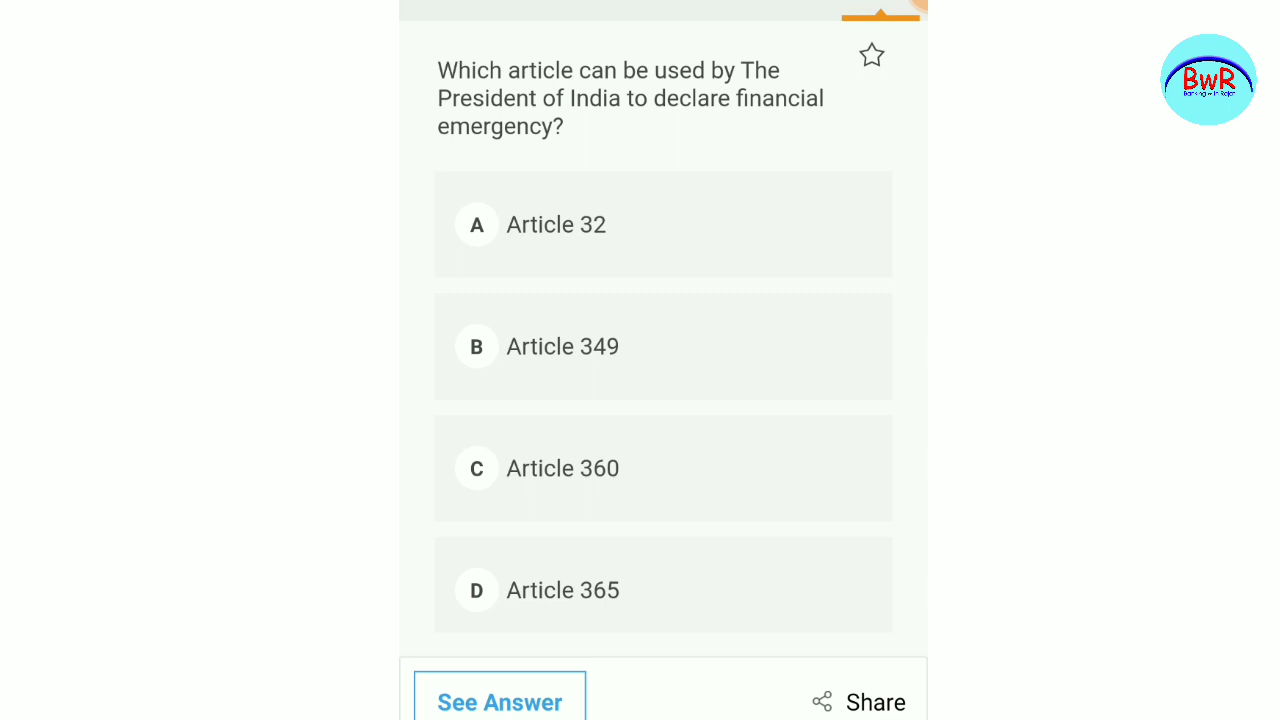 Which article can be used by The
President of India to declare financial
emergency?
BWR
A Article 32
B Article 349
C Article 360
D Article 365
See Answer
Share